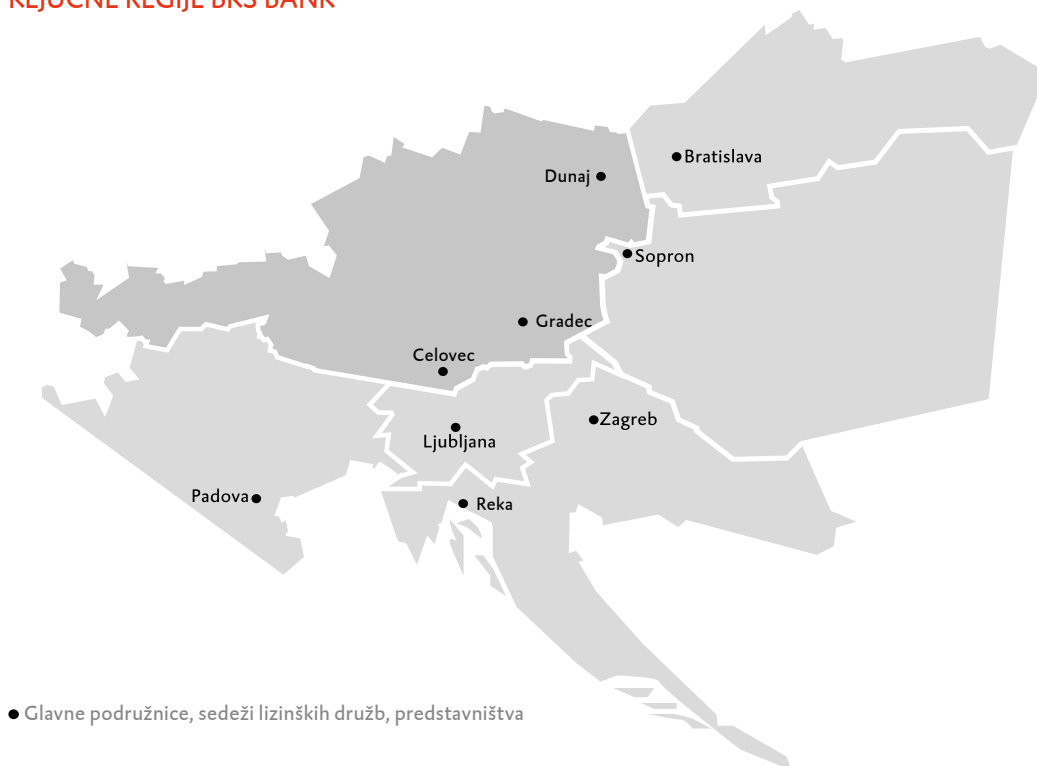 KLJUČNE REGIJE BKS BANK
Bratislava
Dunaj
Sopron
Gradec
Celovec
Zagreb
Ljubljana
Padova
Reka
Glavne podružnice, sedeži lizinških družb, predstavništva